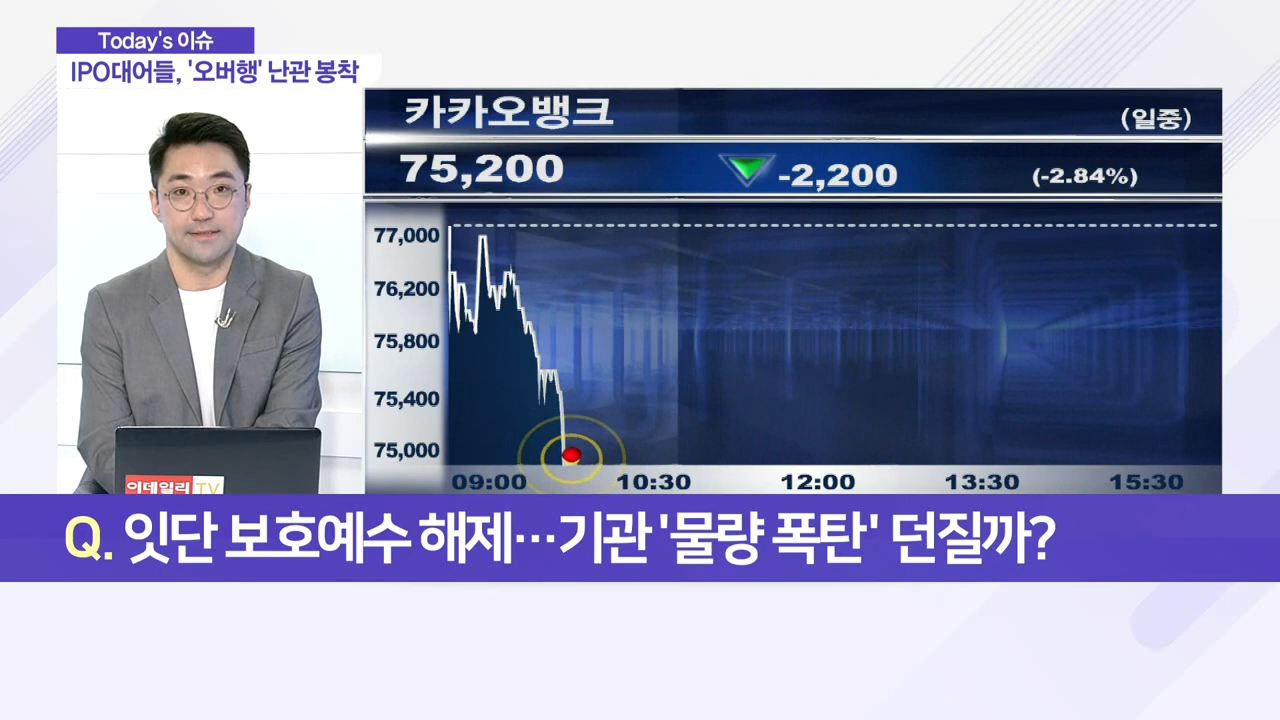 Today's 이슈
IPO대어들, '오버행' 난관 봉착
카카오뱅크
(일중)
75,200
-2,200
(-2.84%)
77,000
76,200
75,800
75,400
75,000
09:00
10:30
12:00
13:30
15:30
이데일리TV
Q. 잇단 보호예수 해제…기관 '물량 폭탄' 던질까?